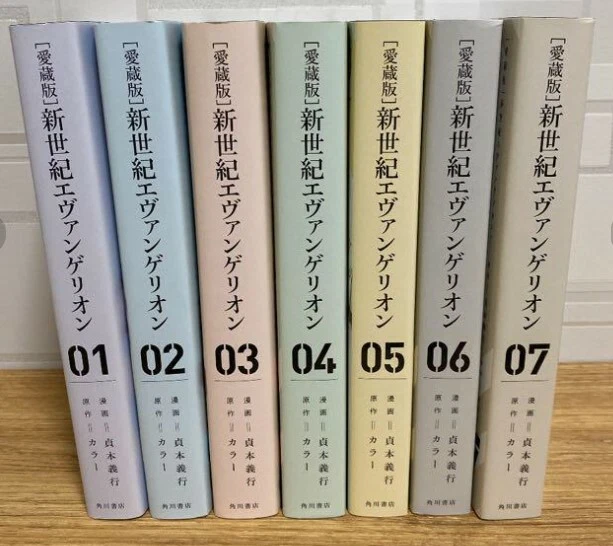 [愛蔵版]新世紀エヴァンゲリオン
01
漫画=貞本義行
原作=カラー
角川書店
[愛蔵版]新世紀エヴァンゲリオン
02
漫画=貞本義行
原作=カラー
角川書店
[愛蔵版]新世紀エヴァンゲリオン
03
漫画=貞本義行
原作=カラー
角川書店
[愛蔵版]新世紀エヴァンゲリオン
04
漫画=貞本義行
原作=カラー
角川書店
[愛蔵版]新世紀エヴァンゲリオン
05
漫画=貞本義行
原作=カラー
角川書店
[愛蔵版]新世紀エヴァンゲリオン
06
漫画=貞本義行
原作=カラー
角川書店
[愛蔵版]新世紀エヴァンゲリオン
07
漫画=貞本義行
原作=カラー
角川書店